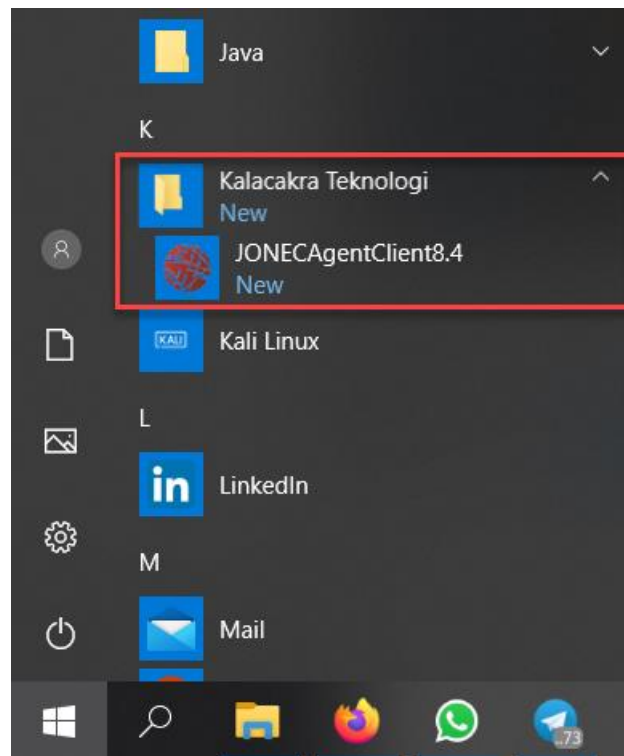 Java
K
Kalacakra Teknologi
New
JONECAgentClient8.4
New
KALI
Kali Linux
L
in
LinkedIn
M
Mail
..73